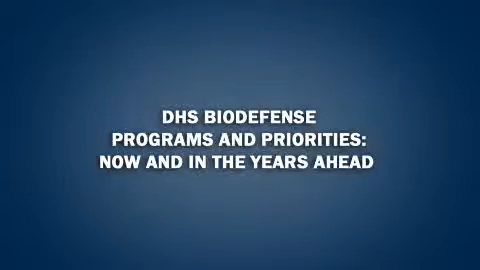 DHS BIODEFENSE
PROGRAMS AND PRIORITIES:
NOW AND IN THE YEARS AHEAD